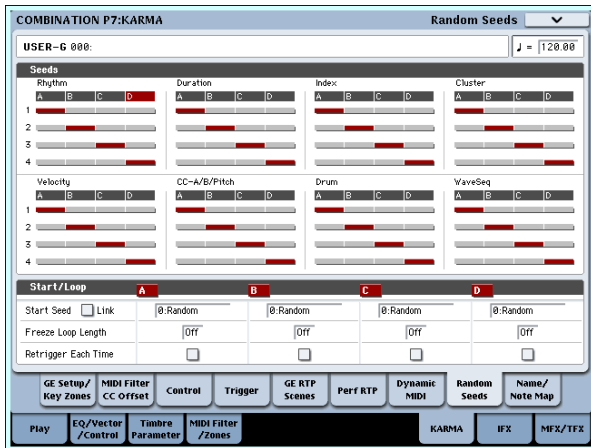 COMBINATION P7:KARMA Random Seeds
USER-G 000: ♩ = 120.00
Seeds
Rhythm Duration Index Cluster
A B C D A B C D A B C D A B C D
1
2
3
4
Velocity CC-A/B/Pitch Drum WaveSeq
A B C D A B C D A B C D A B C D
1
2
3
4
Start/Loop A B C D
Start Seed Link 0:Random 0:Random 0:Random 0:Random
Freeze Loop Length Off Off Off Off
Retrigger Each Time
GE Setup/ MIDI Filter Control Trigger GE RTP Perf RTP Dynamic Random Name/
Key Zones CC Offset Scenes MIDI Seeds Note Map
Play EQ/Vector Timbre MIDI Filter KARMA IFX MFX/TFX
/Control Parameter /Zones